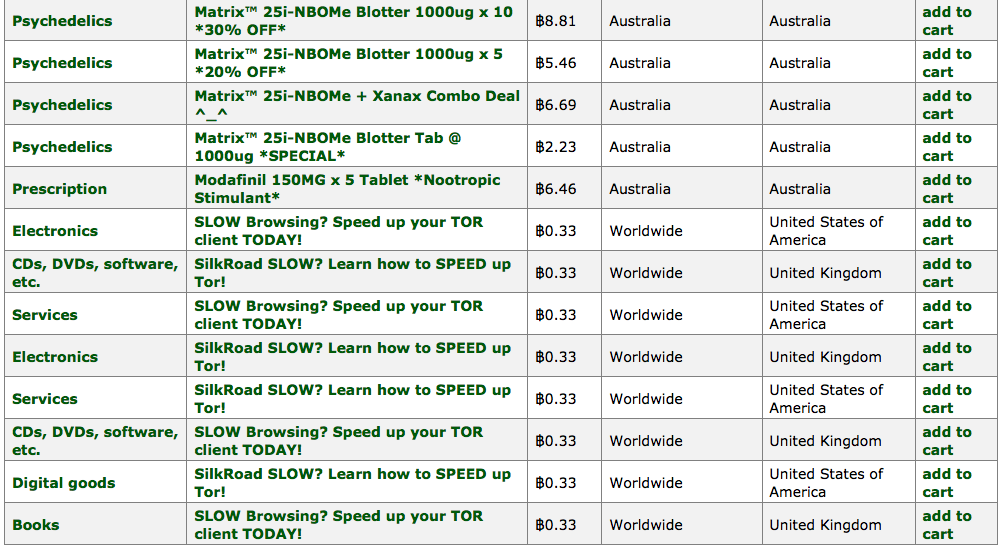 Psychedelics Matrix™ 25i-NBOMe Blotter 1000ug x 10 ฿8.81 Australia Australia add to
*30% OFF* cart
Psychedelics Matrix™ 25i-NBOMe Blotter 1000ug x 5 ฿5.46 Australia Australia add to
*20% OFF* cart
Psychedelics Matrix™ 25i-NBOMe + Xanax Combo Deal ฿6.69 Australia Australia add to
^_^ cart
Psychedelics Matrix™ 25i-NBOMe Blotter Tab @ ฿2.23 Australia Australia add to
1000ug *SPECIAL* cart
Prescription Modafinil 150MG x 5 Tablet *Nootropic ฿6.46 Australia Australia add to
Stimulant* cart
Electronics SLOW Browsing? Speed up your TOR ฿0.33 Worldwide United States of add to
client TODAY! America cart
CDs, DVDs, software, SilkRoad SLOW? Learn how to SPEED up ฿0.33 Worldwide United Kingdom add to
etc. Tor! cart
Services SLOW Browsing? Speed up your TOR ฿0.33 Worldwide United States of add to
client TODAY! America cart
Electronics SilkRoad SLOW? Learn how to SPEED up ฿0.33 Worldwide United Kingdom add to
Tor! cart
Services SilkRoad SLOW? Learn how to SPEED up ฿0.33 Worldwide United States of add to
Tor! America cart
CDs, DVDs, software, SLOW Browsing? Speed up your TOR ฿0.33 Worldwide United Kingdom add to
etc. client TODAY! cart
Digital goods SilkRoad SLOW? Learn how to SPEED up ฿0.33 Worldwide United States of add to
Tor! America cart
Books SLOW Browsing? Speed up your TOR ฿0.33 Worldwide United Kingdom add to
client TODAY! cart